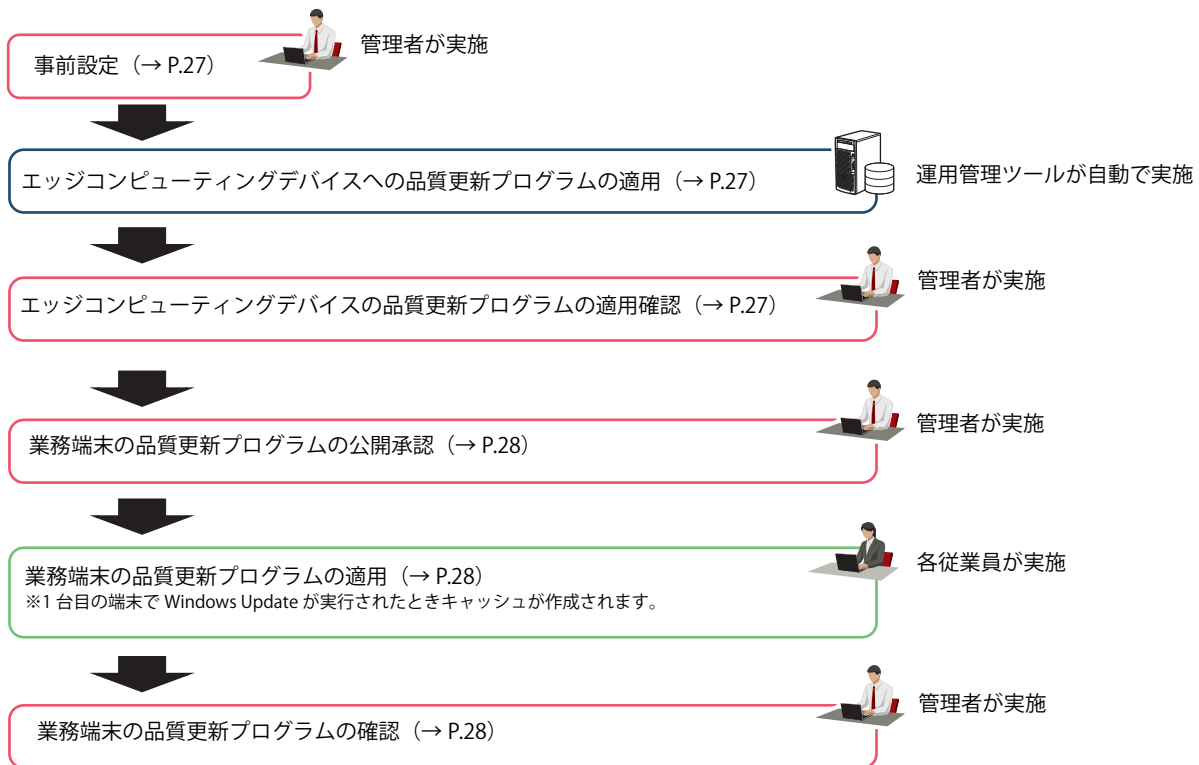 管理者が実施
事前設定（→ P.27）
エッジコンピューティングデバイスへの品質更新プログラムの適用（→ P.27）
運用管理ツールが自動で実施
エッジコンピューティングデバイスの品質更新プログラムの適用確認（→ P.27）
管理者が実施
業務端末の品質更新プログラムの公開承認（→ P.28）
管理者が実施
業務端末の品質更新プログラムの適用（→ P.28）
※1 台目の端末で Windows Update が実行されたときキャッシュが作成されます。
各従業員が実施
業務端末の品質更新プログラムの確認（→ P.28）
管理者が実施